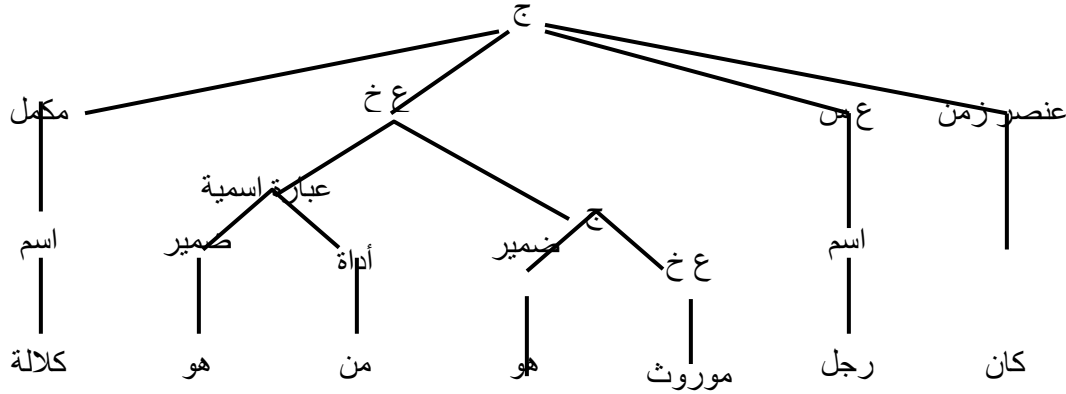 ج
عنصر زمن ع س ع خ مكمل
عبارة اسمية
ج
اسم ع خ ضمير أداة ضمير اسم
كان رجل موروث هو من هو كلالة